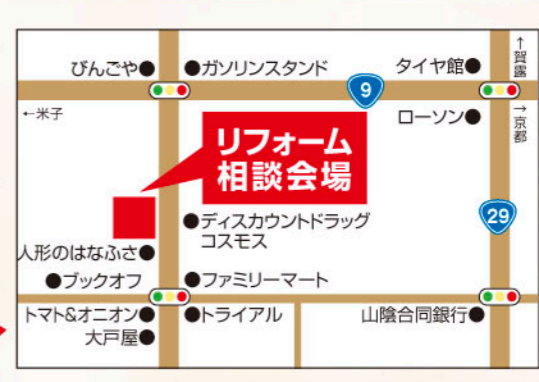 びんごや●
●ガソリンスタンド
タイヤ館●
↑賀露
9
←米子
ローソン●
→京都
リフォーム
相談会場
29
●ディスカウントドラッグ
コスモス
人形のはなふさ●
●ブックオフ
●ファミリーマート
トマト&オニオン●
●トライアル
山陰合同銀行●
大戸屋●